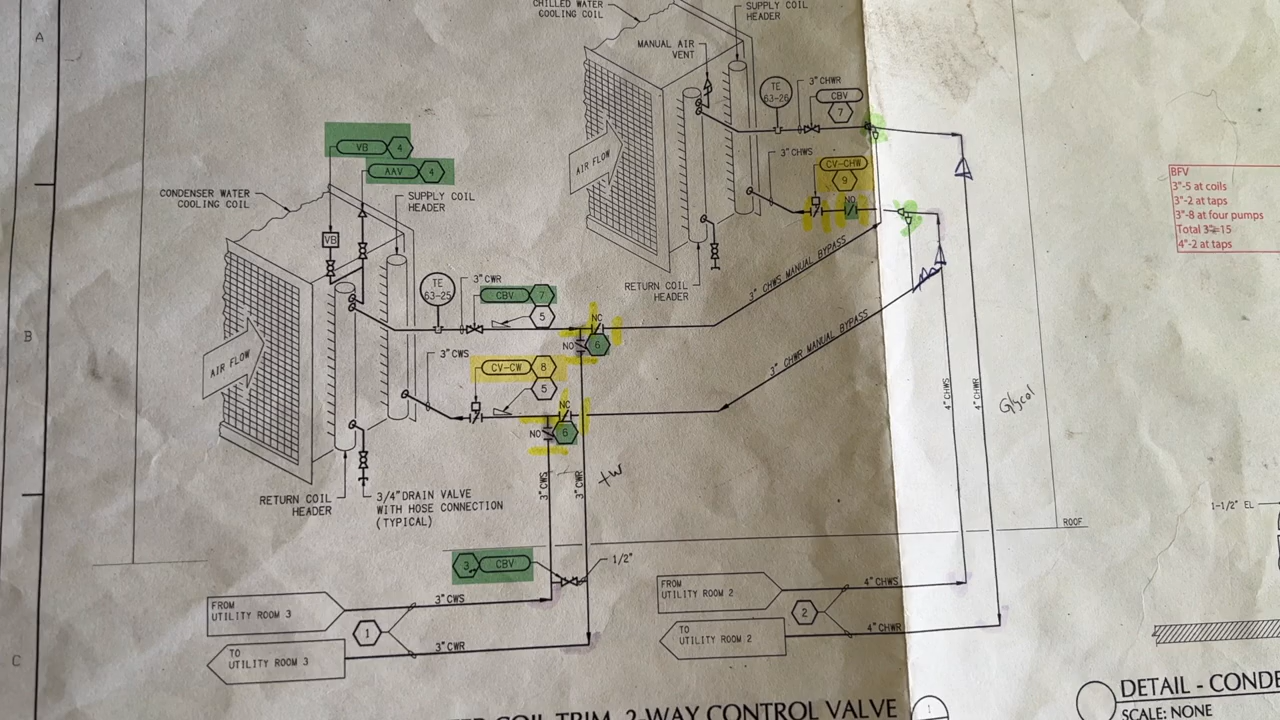 A
CHILLED WATER
COOLING COIL
SUPPLY COIL
HEADER
MANUAL AIR
VENT
TE
63-26
3" CHWR
CBV
7
AIR FLOW
3" CHWS
CV-CHW
9
NO
RETURN COIL
HEADER
3" CHWS MANUAL BYPASS
3" CHWR MANUAL BYPASS
BFV
3"-5 at coils
3"-2 at taps
3"-8 at four pumps
Total 3"=15
4"-2 at taps
VB
4
AAV
4
CONDENSER WATER
COOLING COIL
SUPPLY COIL
HEADER
VB
B
TE
63-25
3" CWR
CBV
7
5
NC
NO
6
AIR FLOW
3" CWS
CV-CW
8
5
NC
NO
6
4" CHWS
4" CHWR
Glycol
RETURN COIL
HEADER
3/4" DRAIN VALVE
WITH HOSE CONNECTION
(TYPICAL)
3" CWS
3" CWR
1-1/2" EL
ROOF
3
CBV
1/2"
FROM
UTILITY ROOM 3
3" CWS
1
TO
UTILITY ROOM 3
3" CWR
FROM
UTILITY ROOM 2
4" CHWS
2
TO
UTILITY ROOM 2
4" CHWR
C
COIL TRIM, 2-WAY CONTROL VALVE
1
DETAIL - CONDE
SCALE: NONE